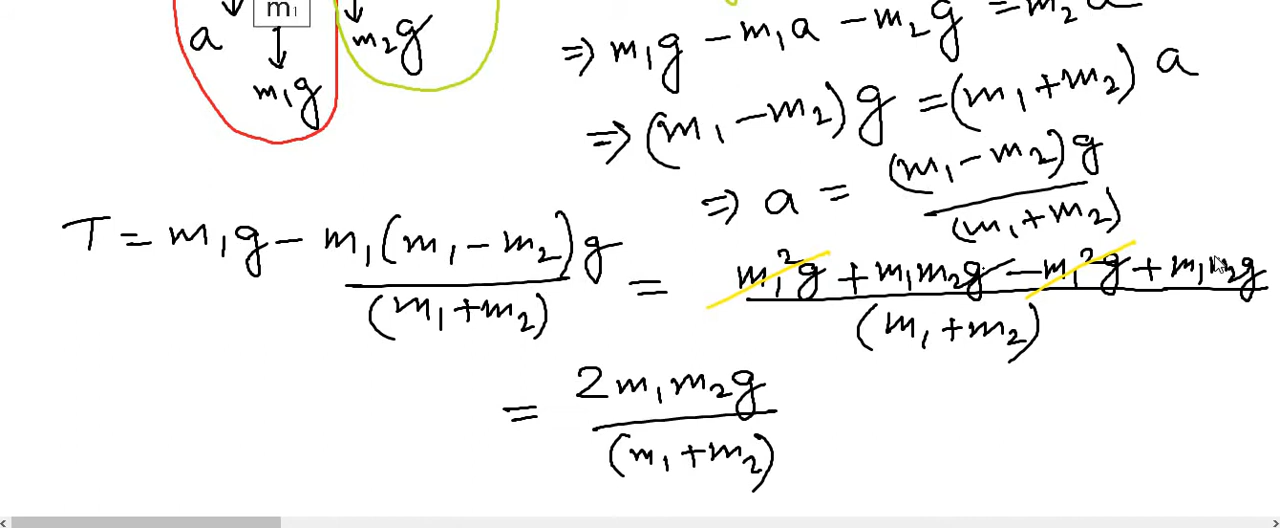 a
m₁
m₂g
m₁g
⇒ m₁g - m₁a - m₂g = m₂a
⇒ (m₁ - m₂)g = (m₁ + m₂) a
⇒ a = (m₁ - m₂)g / (m₁ + m₂)
T = m₁g - m₁(m₁ - m₂)g / (m₁ + m₂) = m₁²g + m₁m₂g - m₁²g + m₁m₂g / (m₁ + m₂)
= 2m₁m₂g / (m₁ + m₂)